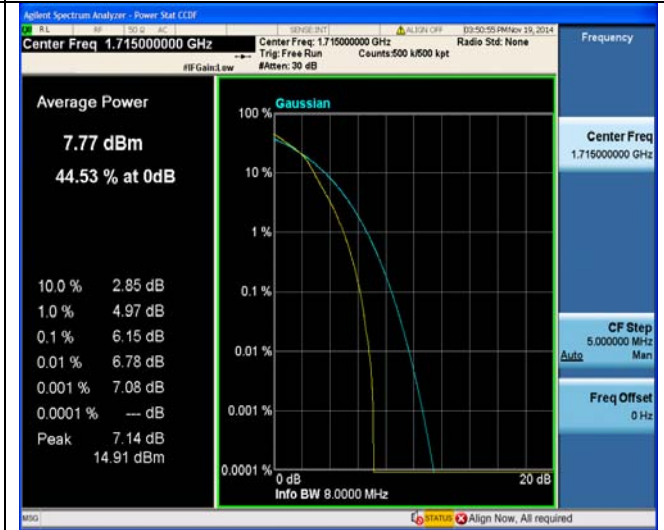 Agilent Spectrum Analyzer - Power Stat CCDF
RL RF 50 Ω AC SENSE:INT ALIGN OFF 03:50:55 PM Nov 19, 2014
Center Freq 1.715000000 GHz
Center Freq: 1.715000000 GHz
Radio Std: None
Trig: Free Run Counts:500 k/500 kpt
#IFGain:Low #Atten: 30 dB
Frequency
Average Power
7.77 dBm
44.53 % at 0dB
10.0 % 2.85 dB
1.0 % 4.97 dB
0.1 % 6.15 dB
0.01 % 6.78 dB
0.001 % 7.08 dB
0.0001 % --- dB
Peak 7.14 dB
14.91 dBm
Gaussian
100 %
10 %
1 %
0.1 %
0.01 %
0.001 %
0.0001 %
0 dB 20 dB
Info BW 8.0000 MHz
Center Freq
1.715000000 GHz
CF Step
5.000000 MHz
Auto Man
Freq Offset
0 Hz
MSG STATUS Align Now, All required